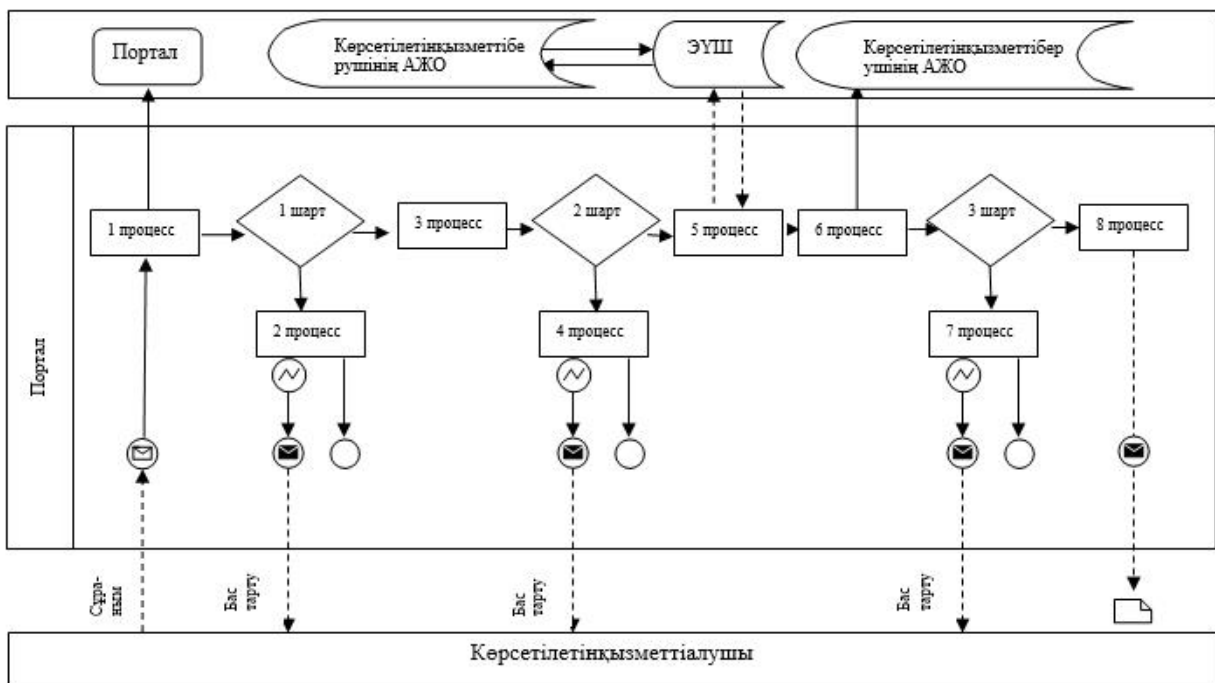 Портал
Көрсетілетінқызметтібе
рушінің АЖО
ЭҮШ
Көрсетілетінқызметтібер
ушінің АЖО
Портал
1 процесс
1 шарт
3 процесс
2 шарт
5 процесс
6 процесс
3 шарт
8 процесс
2 процесс
4 процесс
7 процесс
Сұра-
ным
Бас
тарту
Бас
тарту
Бас
тарту
Көрсетілетінқызметтіалушы